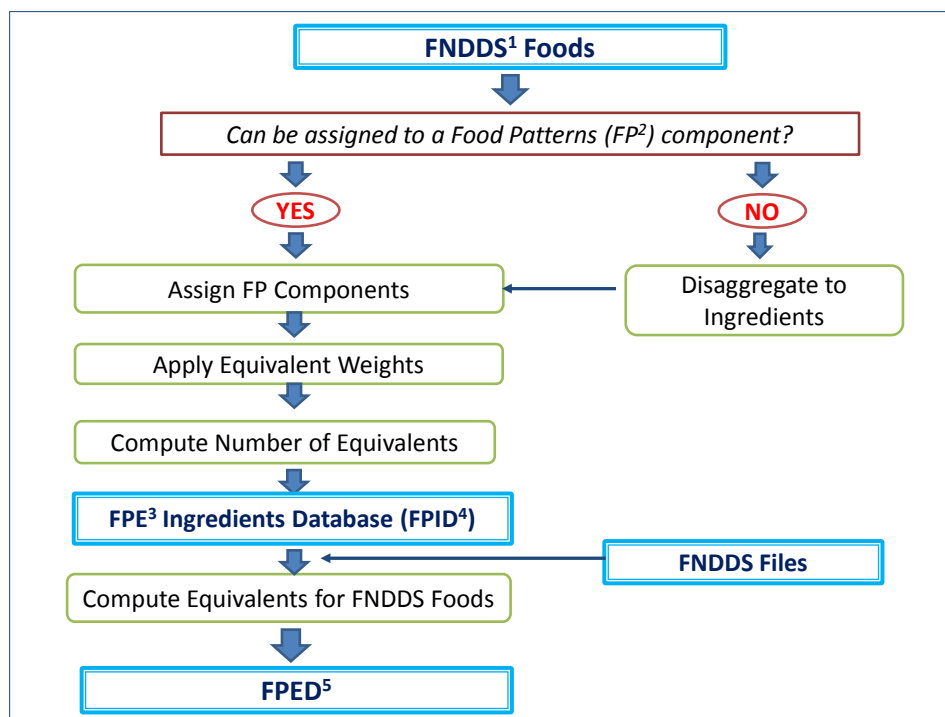 FNDDS¹ Foods
Can be assigned to a Food Patterns (FP²) component?
YES
NO
Assign FP Components
Disaggregate to
Ingredients
Apply Equivalent Weights
Compute Number of Equivalents
FPE³ Ingredients Database (FPID⁴)
FNDDS Files
Compute Equivalents for FNDDS Foods
FPED⁵